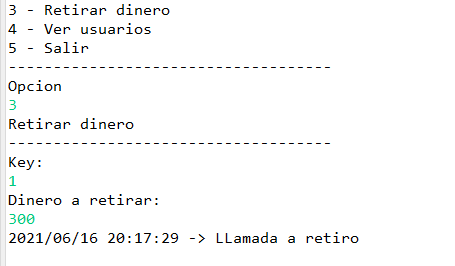 3 - Retirar dinero
4 - Ver usuarios
5 - Salir
------------------------------------
Opcion
3
Retirar dinero
------------------------------------
Key:
1
Dinero a retirar:
300
2021/06/16 20:17:29 -> LLamada a retiro